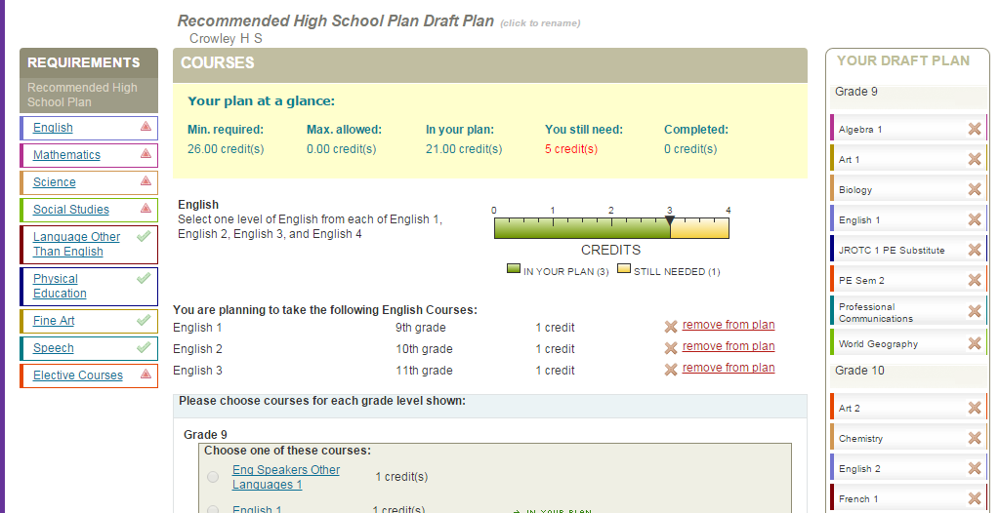 Recommended High School Plan Draft Plan (click to rename)
Crowley H S
REQUIREMENTS
Recommended High
School Plan
English
Mathematics
Science
Social Studies
Language Other
Than English
Physical
Education
Fine Art
Speech
Elective Courses
COURSES
Your plan at a glance:
Min. required: Max. allowed: In your plan: You still need: Completed:
26.00 credit(s) 0.00 credit(s) 21.00 credit(s) 5 credit(s) 0 credit(s)
English
Select one level of English from each of English 1,
English 2, English 3, and English 4
0 1 2 3 4
CREDITS
IN YOUR PLAN (3) STILL NEEDED (1)
You are planning to take the following English Courses:
English 1 9th grade 1 credit remove from plan
English 2 10th grade 1 credit remove from plan
English 3 11th grade 1 credit remove from plan
Please choose courses for each grade level shown:
Grade 9
Choose one of these courses:
Eng Speakers Other
Languages 1 1 credit(s)
English 1 1 credit(s) → IN YOUR PLAN
YOUR DRAFT PLAN
Grade 9
Algebra 1
Art 1
Biology
English 1
JROTC 1 PE Substitute
PE Sem 2
Professional
Communications
World Geography
Grade 10
Art 2
Chemistry
English 2
French 1